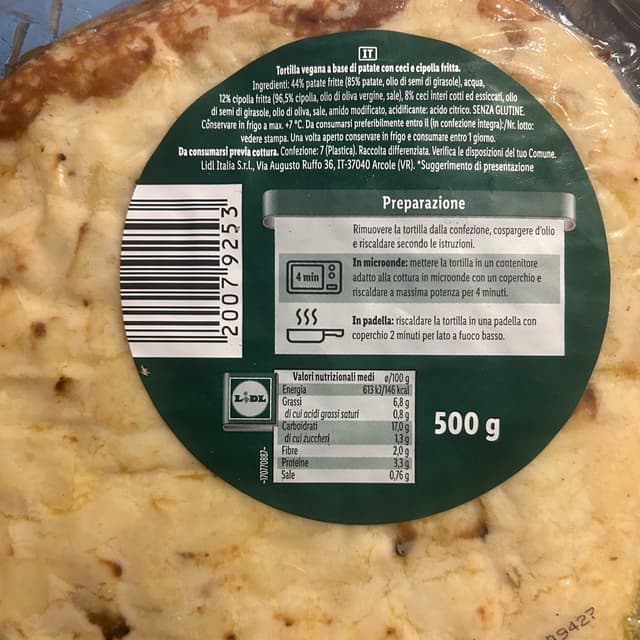 IT
Tortilla vegana a base di patate con ceci e cipolla fritta.
Ingredienti: 44% patate fritte (85% patate, olio di semi di girasole), acqua,
12% cipolla fritta (96,5% cipolla, olio di oliva vergine, sale), 8% ceci interi cotti ed essiccati, olio
di semi di girasole, olio di oliva, sale, amido modificato, acidificante: acido citrico. SENZA GLUTINE.
Conservare in frigo a max. +7 °C. Da consumarsi preferibilmente entro il (in confezione integra):/Nr. lotto:
vedere stampa. Una volta aperto conservare in frigo e consumare entro 1 giorno.
Da consumarsi previa cottura. Confezione: 7 (Plastica). Raccolta differenziata. Verifica le disposizioni del tuo Comune.
Lidl Italia S.r.l., Via Augusto Ruffo 36, IT-37040 Arcole (VR). *Suggerimento di presentazione
20079253
Preparazione
Rimuovere la tortilla dalla confezione, cospargere d'olio
e riscaldare secondo le istruzioni.
4 min
In microonde: mettere la tortilla in un contenitore
adatto alla cottura in microonde con un coperchio e
riscaldare a massima potenza per 4 minuti.
In padella: riscaldare la tortilla in una padella con
coperchio 2 minuti per lato a fuoco basso.
LIDL
Valori nutrizionali medi ø/100 g
Energia 613 kJ/146 kcal
Grassi 6,8 g
di cui acidi grassi saturi 0,8 g
Carboidrati 17,0 g
di cui zuccheri 1,3 g
Fibre 2,0 g
Proteine 3,3 g
Sale 0,76 g
500 g